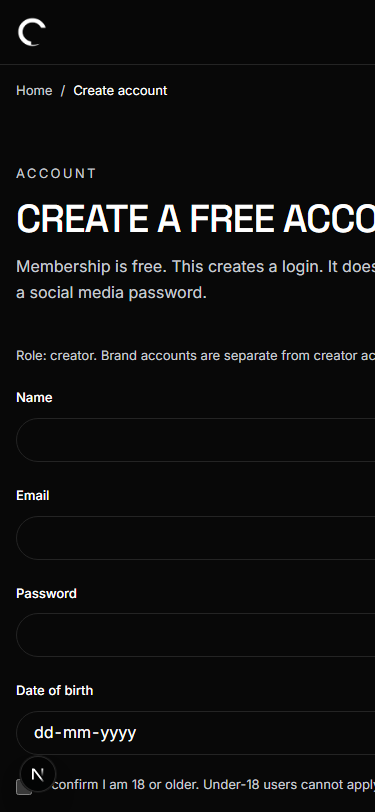 Home / Create account
ACCOUNT
CREATE A FREE ACCO
Membership is free. This creates a login. It does
a social media password.
Role: creator. Brand accounts are separate from creator ac
Name
Email
Password
Date of birth
dd-mm-yyyy
N
confirm I am 18 or older. Under-18 users cannot apply